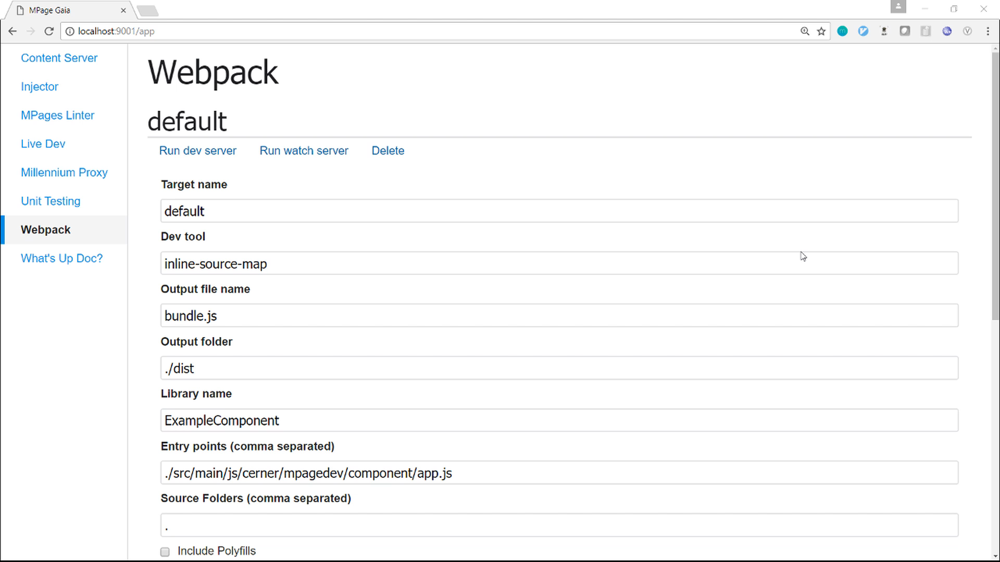 MPage Gaia
localhost:9001/app
Content Server
Injector
MPages Linter
Live Dev
Millennium Proxy
Unit Testing
Webpack
What's Up Doc?
Webpack
default
Run dev server Run watch server Delete
Target name
default
Dev tool
inline-source-map
Output file name
bundle.js
Output folder
./dist
Library name
ExampleComponent
Entry points (comma separated)
./src/main/js/cerner/mpagedev/component/app.js
Source Folders (comma separated)
.
Include Polyfills